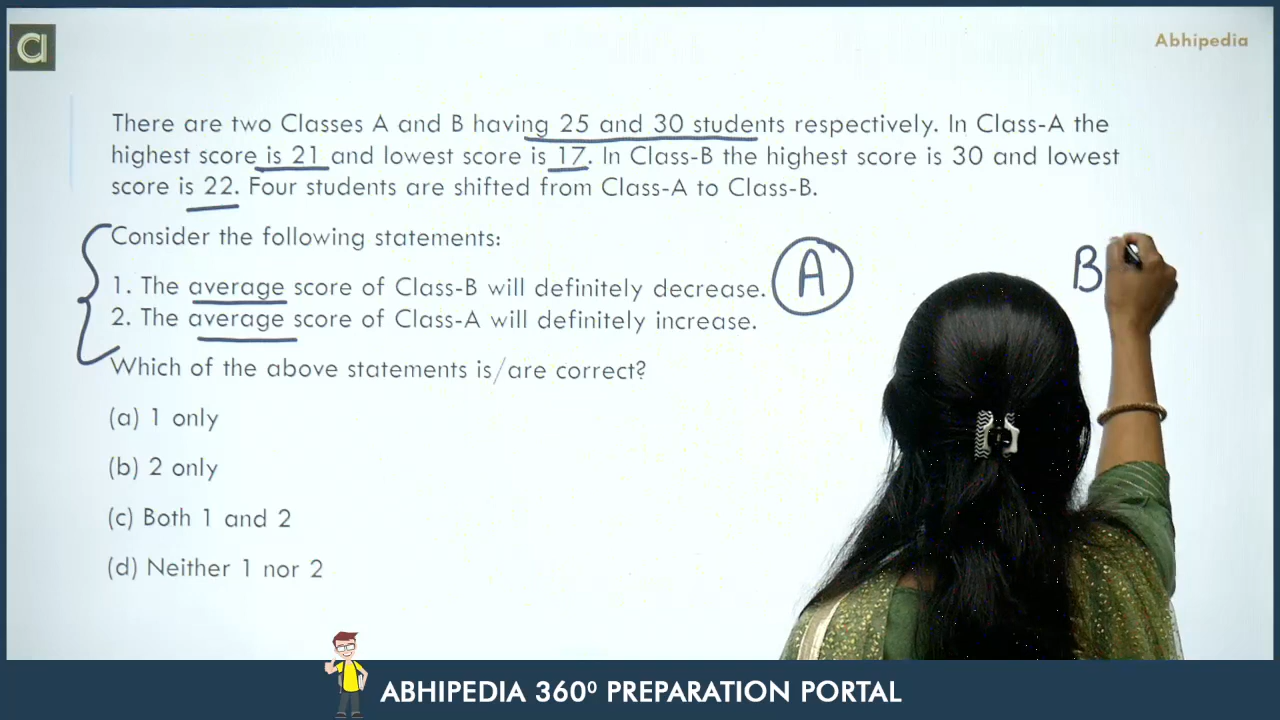 a
Abhipedia
There are two Classes A and B having 25 and 30 students respectively. In Class-A the
highest score is 21 and lowest score is 17. In Class-B the highest score is 30 and lowest
score is 22. Four students are shifted from Class-A to Class-B.
Consider the following statements:
1. The average score of Class-B will definitely decrease.
2. The average score of Class-A will definitely increase.
A
B
Which of the above statements is/are correct?
(a) 1 only
(b) 2 only
(c) Both 1 and 2
(d) Neither 1 nor 2
ABHIPEDIA 360⁰ PREPARATION PORTAL